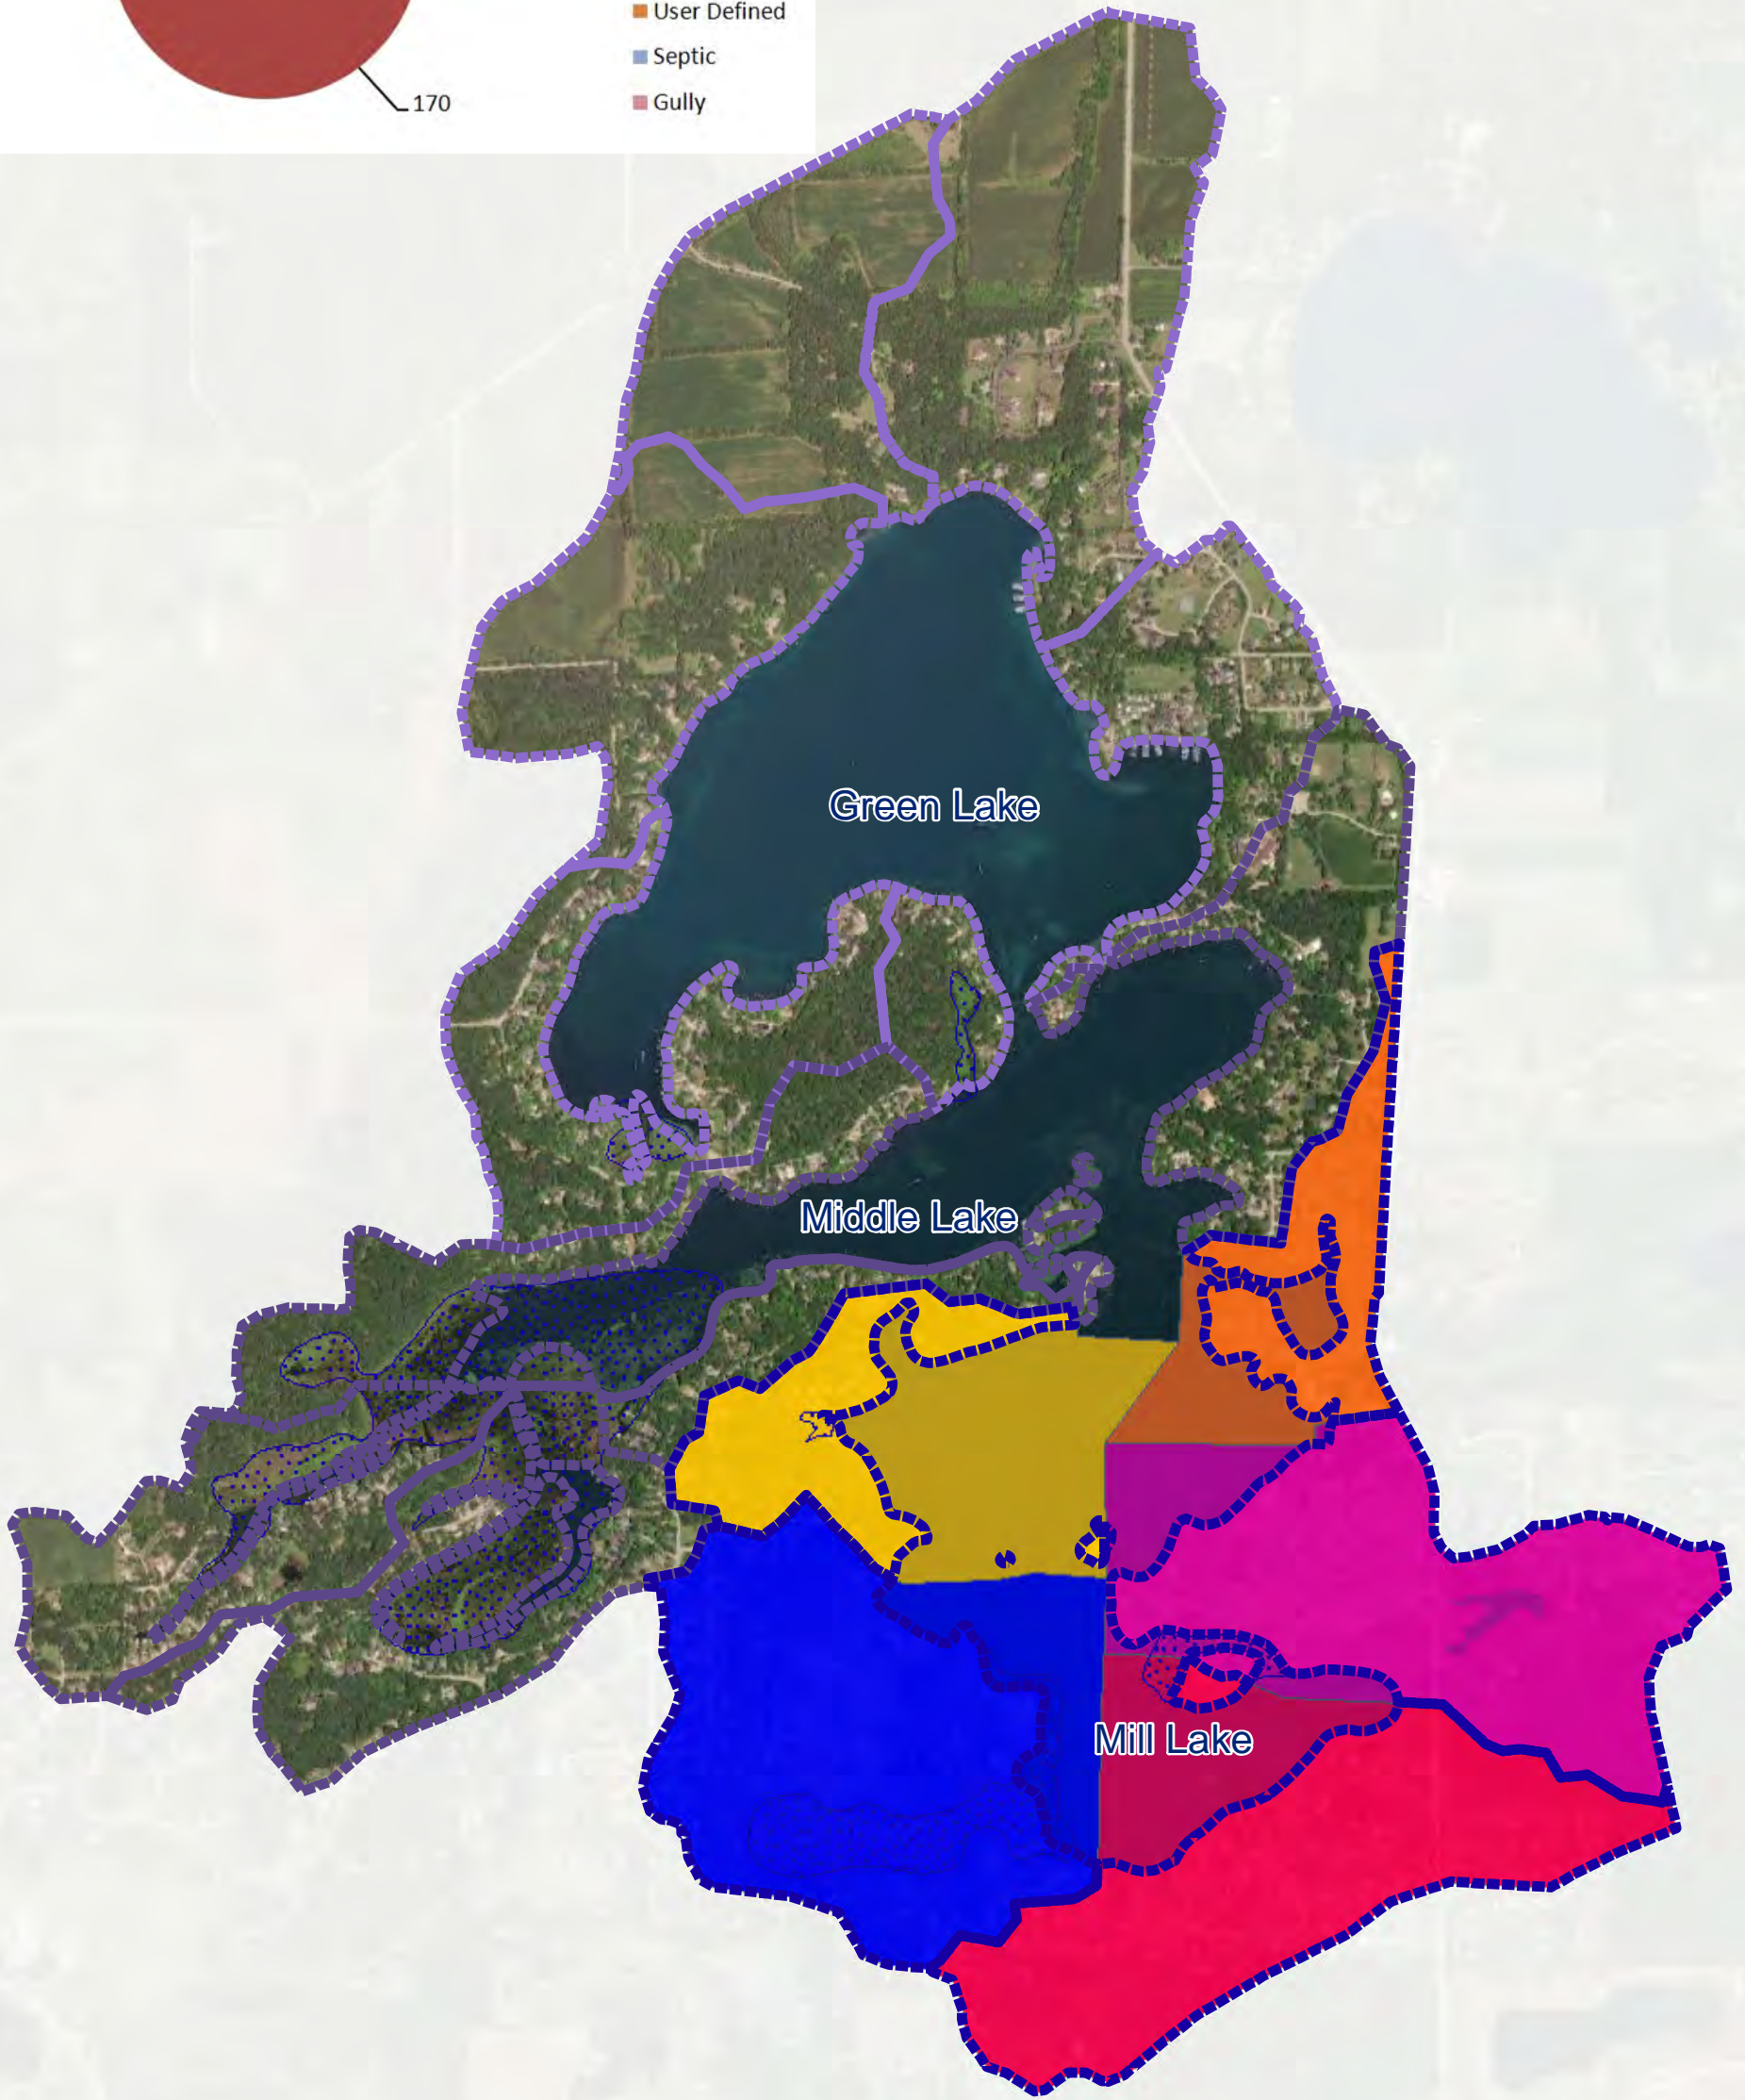 User Defined
Septic
170
Gully
Green Lake
Middle Lake
Mill Lake